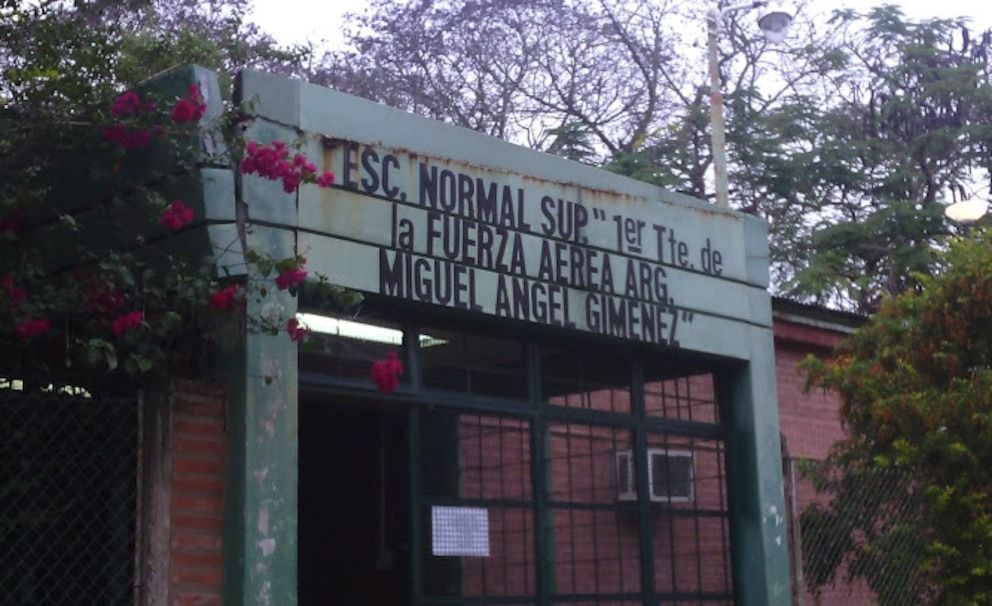 ESC. NORMAL SUP. " 1er Tte. de
la FUERZA AEREA ARG.
MIGUEL ANGEL GIMENEZ"